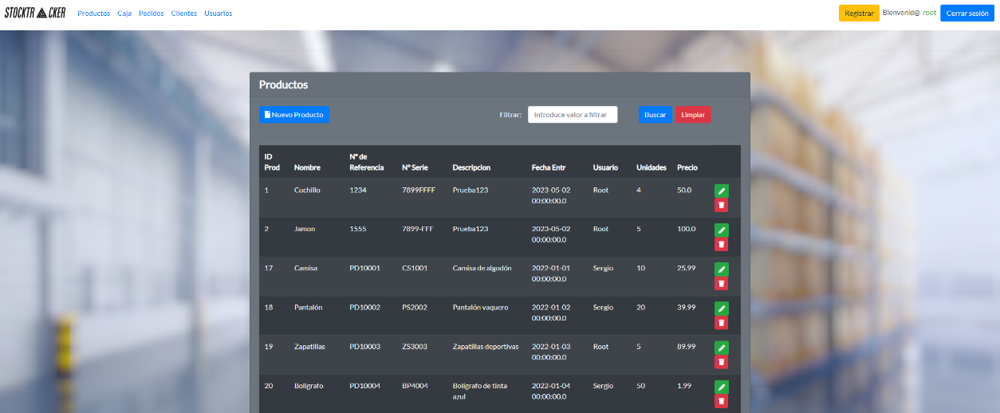 STOCKTRACKER Productos Caja Pedidos Clientes Usuarios Registrar Bienvenid@ root Cerrar sesión
Productos
Nuevo Producto Filtrar: Introduce valor a filtrar Buscar Limpiar
ID Prod Nombre Nº de Referencia Nº Serie Descripcion Fecha Entr Usuario Unidades Precio
1 Cuchillo 1234 7899FFFF Prueba123 2023-05-02 00:00:00.0 Root 4 50.0
2 Jamon 1555 7899-FFF Prueba123 2023-05-02 00:00:00.0 Root 5 100.0
17 Camisa PD10001 CS1001 Camisa de algodón 2022-01-01 00:00:00.0 Sergio 10 25.99
18 Pantalón PD10002 PS2002 Pantalón vaquero 2022-01-02 00:00:00.0 Sergio 20 39.99
19 Zapatillas PD10003 ZS3003 Zapatillas deportivas 2022-01-03 00:00:00.0 Root 5 89.99
20 Bolígrafo PD10004 BP4004 Bolígrafo de tinta azul 2022-01-04 00:00:00.0 Sergio 50 1.99